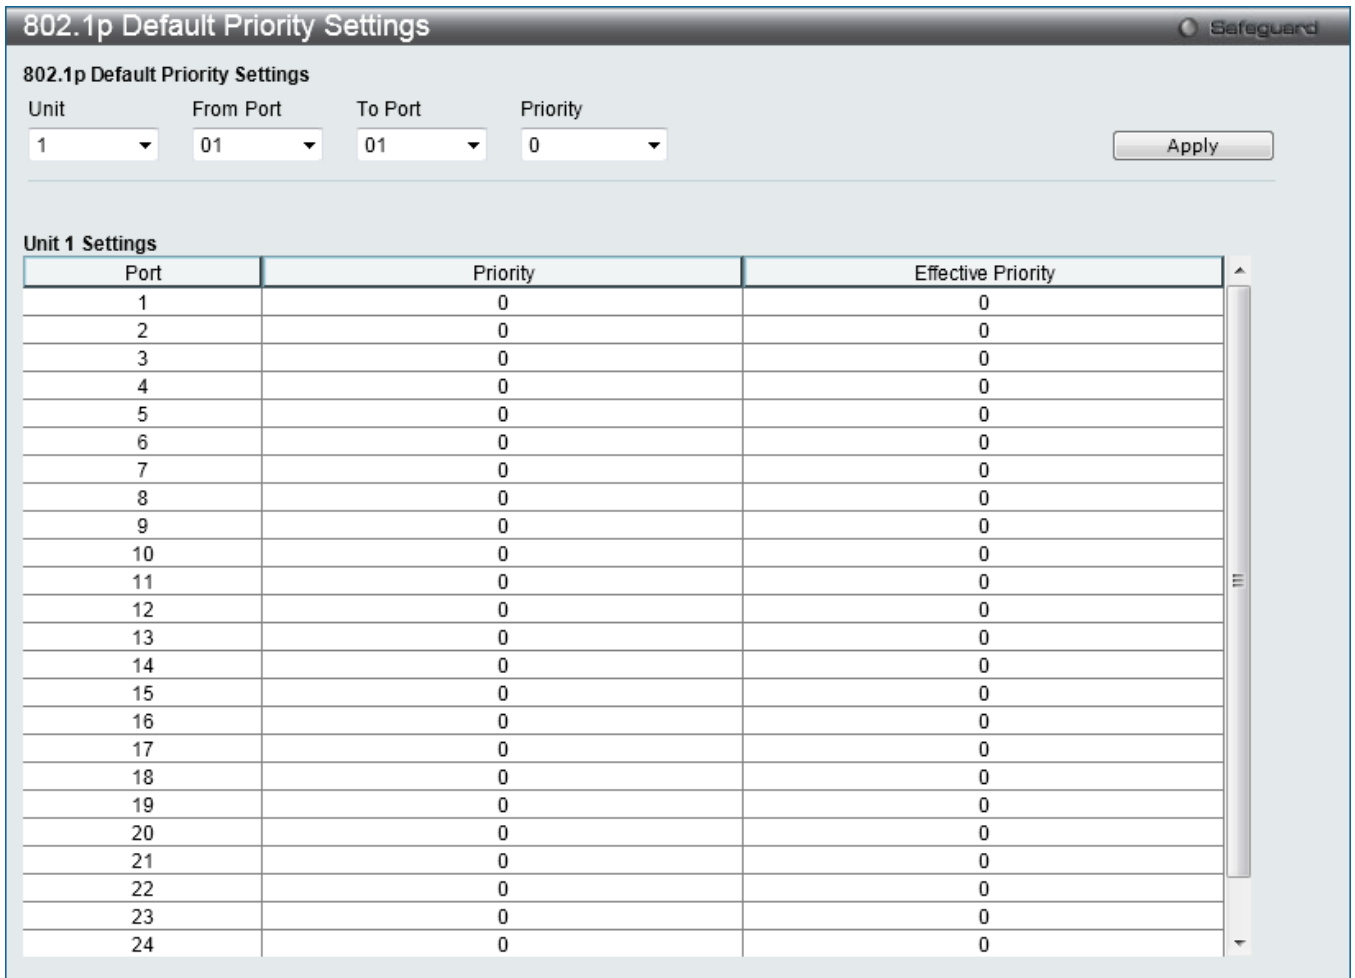 802.1p Default Priority Settings
Safeguard
802.1p Default Priority Settings
Unit From Port To Port Priority
1 01 01 0 Apply
Unit 1 Settings
Port Priority Effective Priority
1 0 0
2 0 0
3 0 0
4 0 0
5 0 0
6 0 0
7 0 0
8 0 0
9 0 0
10 0 0
11 0 0
12 0 0
13 0 0
14 0 0
15 0 0
16 0 0
17 0 0
18 0 0
19 0 0
20 0 0
21 0 0
22 0 0
23 0 0
24 0 0